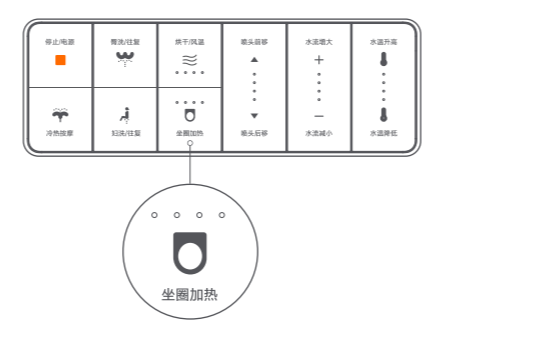 停止/电源
臀洗/往复
烘干/风温
喷头前移
水流增大
水温升高
冷热按摩
妇洗/往复
坐圈加热
喷头后移
水流减小
水温降低
坐圈加热